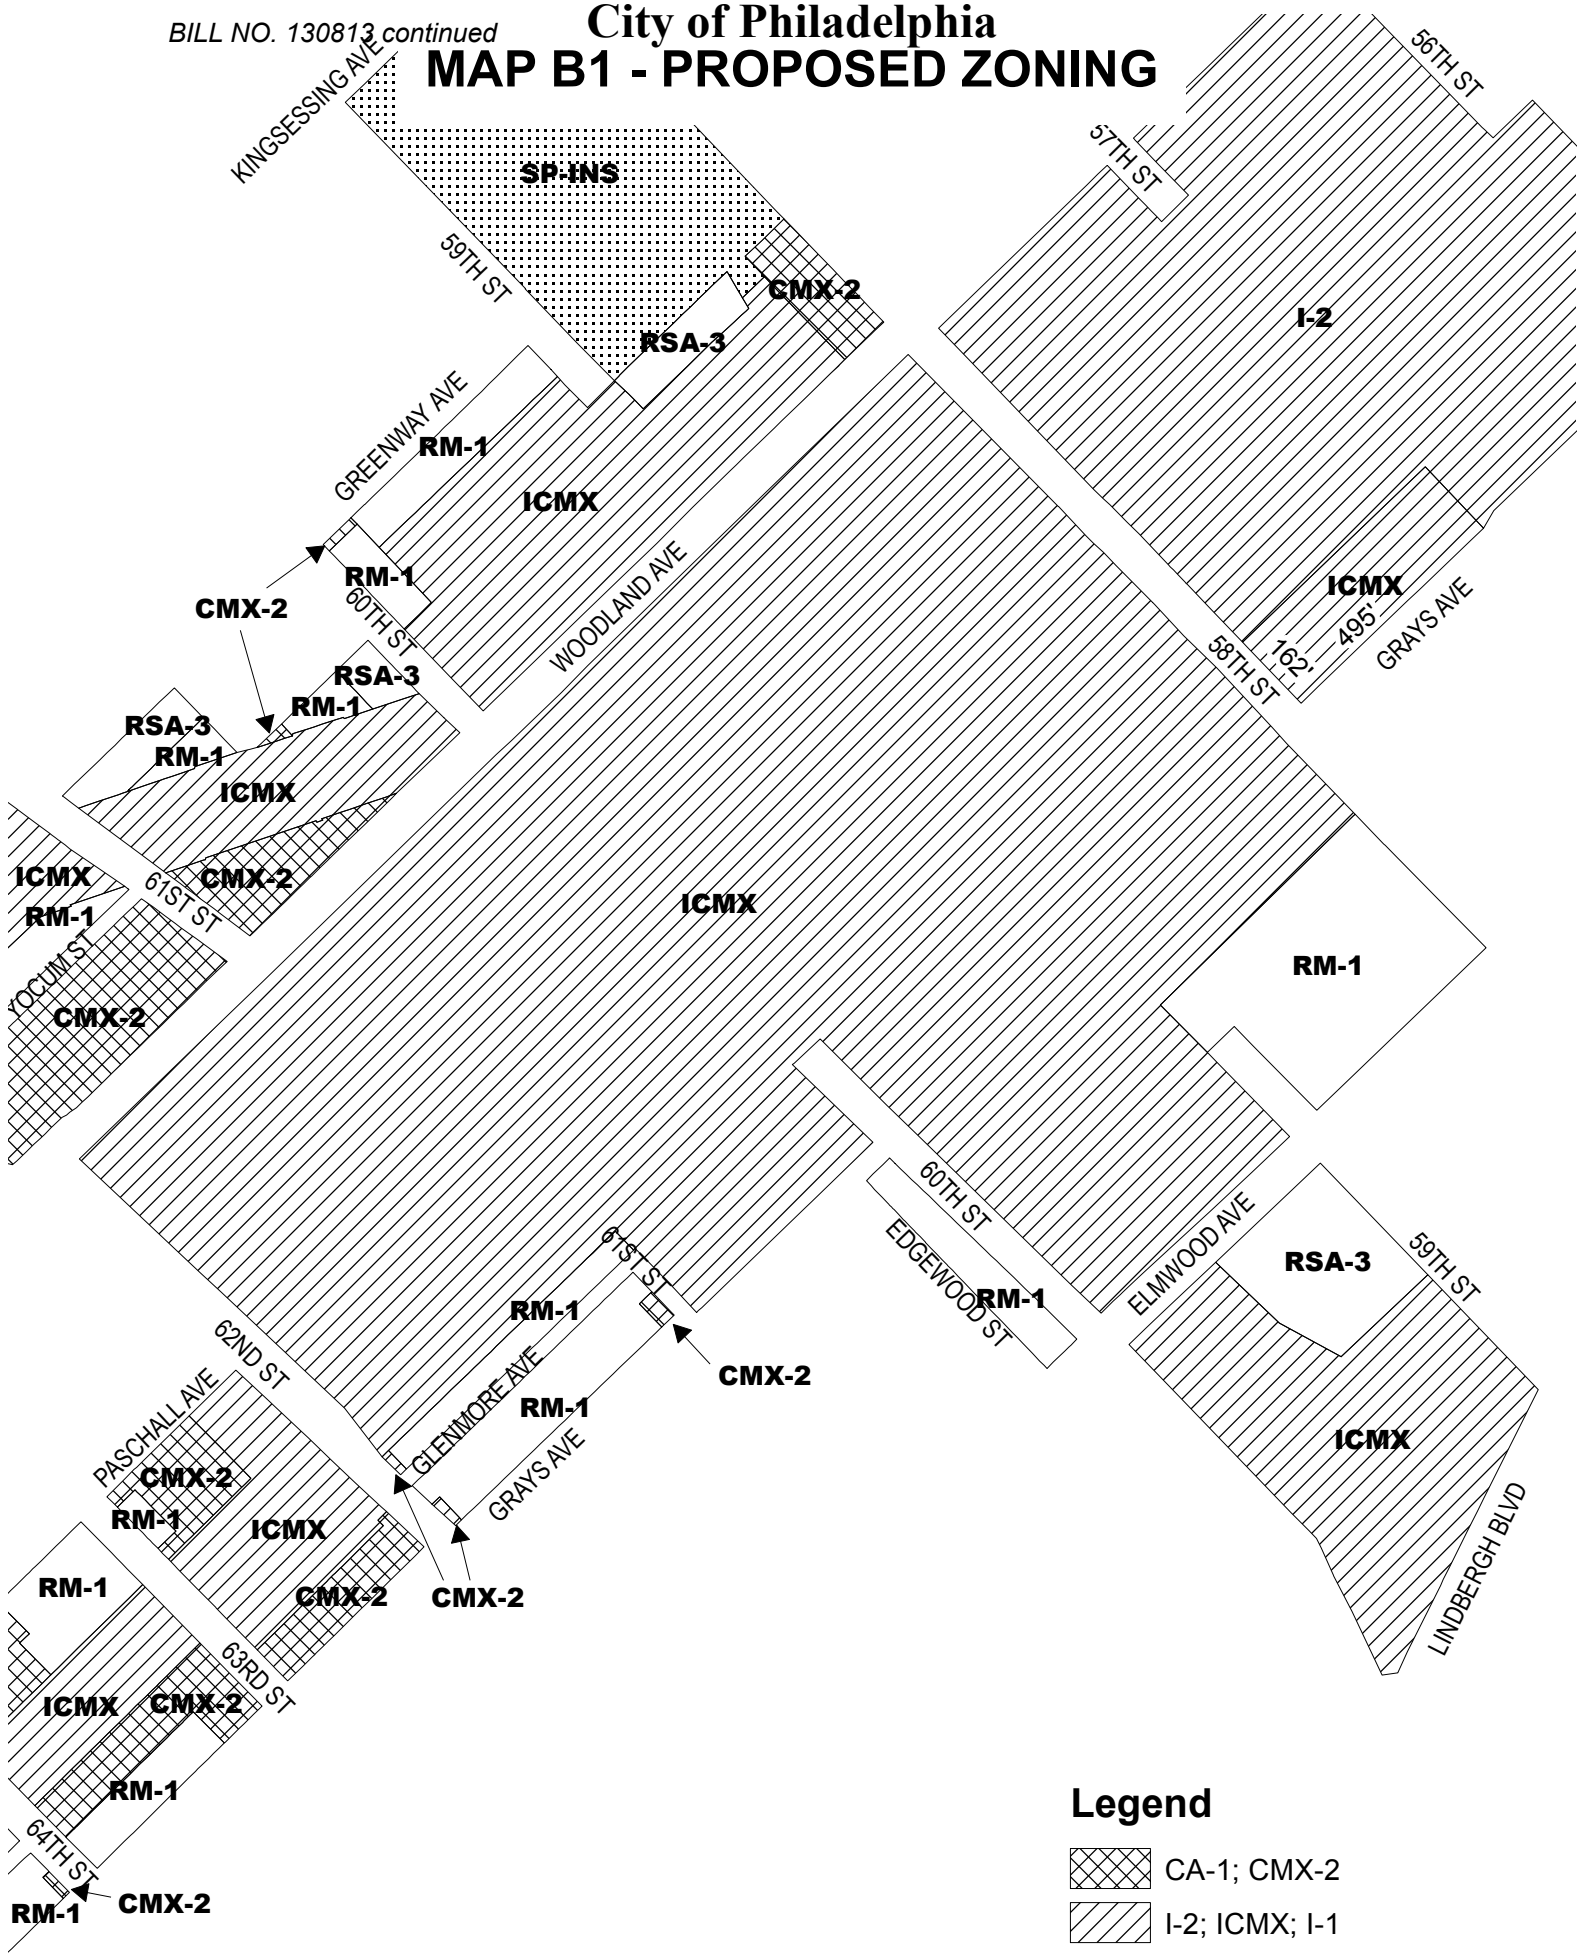 City of Philadelphia
BILL NO. 130813 continued
MAP B1 - PROPOSED ZONING
KINGSESSING AVE
56TH ST
57TH ST
SP-INS
59TH ST
CMX-2
I-2
RSA-3
GREENWAY AVE
RM-1
ICMX
WOODLAND AVE
RM-1
60TH ST
CMX-2
ICMX
495'
162'
GRAYS AVE
58TH ST
RSA-3
RM-1
RSA-3
RM-1
ICMX
CMX-2
ICMX
61ST ST
RM-1
YOCUM ST
CMX-2
ICMX
RM-1
60TH ST
EDGEWOOD ST
RM-1
ELMWOOD AVE
RSA-3
59TH ST
61ST ST
RM-1
CMX-2
62ND ST
GLENMORE AVE
RM-1
GRAYS AVE
ICMX
LINDBERGH BLVD
PASCHALL AVE
CMX-2
RM-1
ICMX
CMX-2
CMX-2
RM-1
63RD ST
ICMX
CMX-2
RM-1
64TH ST
CMX-2
RM-1
Legend
CA-1; CMX-2
I-2; ICMX; I-1